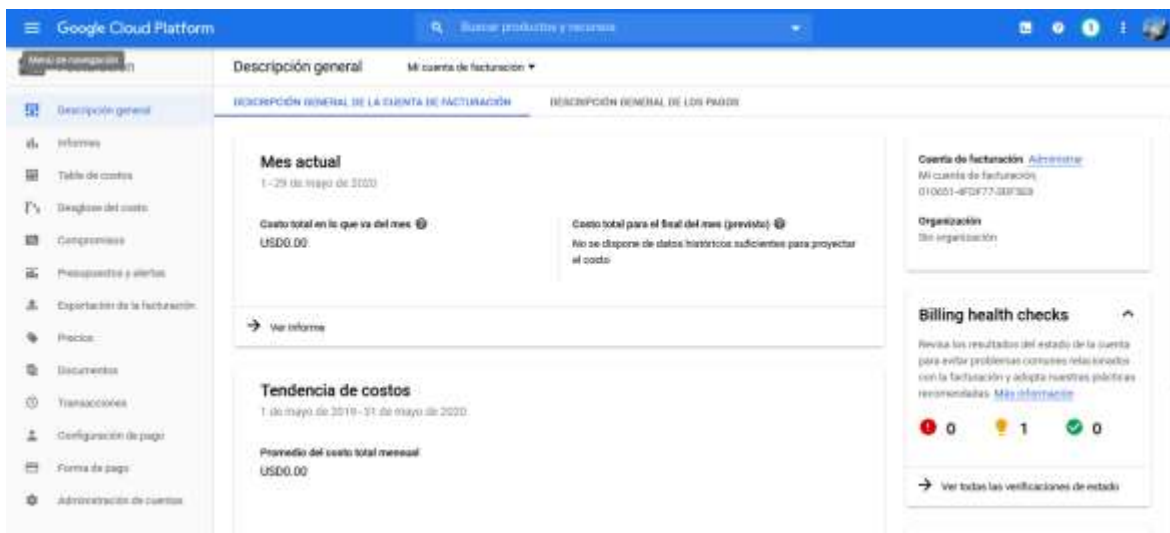 Google Cloud Platform
Buscar productos y recursos
1
Menú de navegación
Descripción general
Mi cuenta de facturación
DESCRIPCIÓN GENERAL DE LA CUENTA DE FACTURACIÓN
DESCRIPCIÓN GENERAL DE LOS PAGOS
Descripción general
Informes
Table de costos
Desglose del costo
Compromisos
Presupuestos y alertas
Exportación de la facturación
Precios
Documentos
Transacciones
Configuración de pago
Forma de pago
Administración de cuentas
Mes actual
1–29 de mayo de 2020
Costo total en lo que va del mes
USD0.00
Costo total para el final del mes (previsto)
No se dispone de datos históricos suficientes para proyectar
el costo
Ver informe
Tendencia de costos
1 de mayo de 2019–31 de mayo de 2020
Promedio del costo total mensual
USD0.00
Cuenta de facturación Administrar
Mi cuenta de facturación
Organización
Sin organización
Billing health checks
Revisa los resultados del estado de la cuenta
para evitar problemas comunes relacionados
con la facturación y adopta nuestras prácticas
recomendadas. Más información
0 1 0
Ver todas las verificaciones de estado